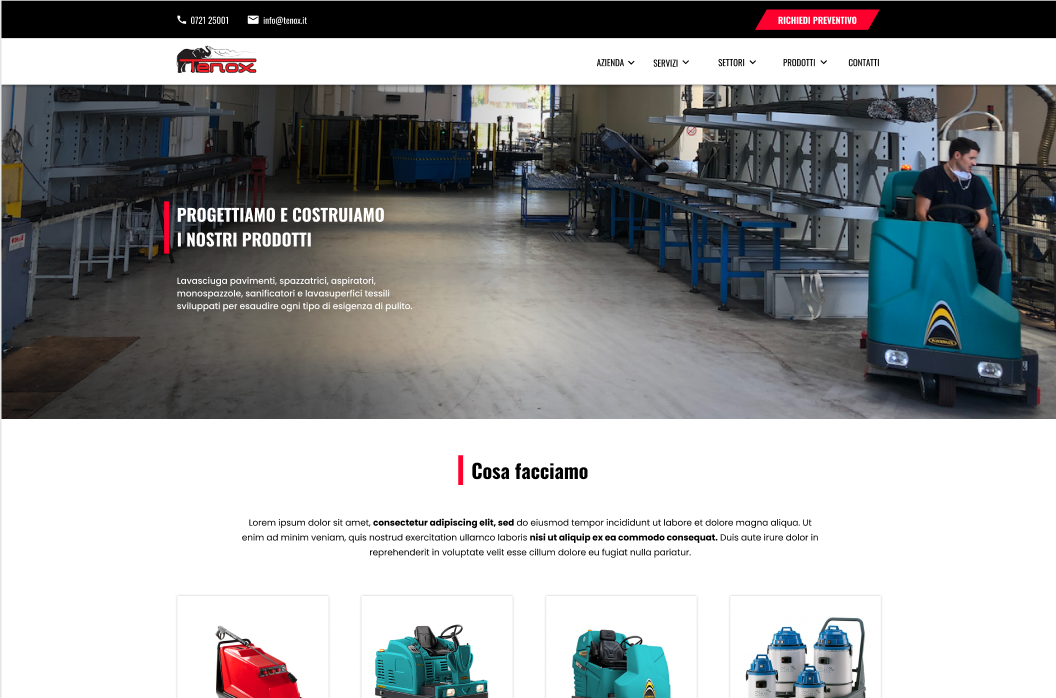 0721 25001
info@tenox.it
RICHIEDI PREVENTIVO
TENOX
AZIENDA
SERVIZI
SETTORI
PRODOTTI
CONTATTI
PROGETTIAMO E COSTRUIAMO
I NOSTRI PRODOTTI
Lavasciuga pavimenti, spazzatrici, aspiratori,
monospazzole, sanificatori e lavasuperfici tessili
sviluppati per esaudire ogni tipo di esigenza di pulito.
Cosa facciamo
Lorem ipsum dolor sit amet, consectetur adipiscing elit, sed do eiusmod tempor incididunt ut labore et dolore magna aliqua. Ut
enim ad minim veniam, quis nostrud exercitation ullamco laboris nisi ut aliquip ex ea commodo consequat. Duis aute irure dolor in
reprehenderit in voluptate velit esse cillum dolore eu fugiat nulla pariatur.